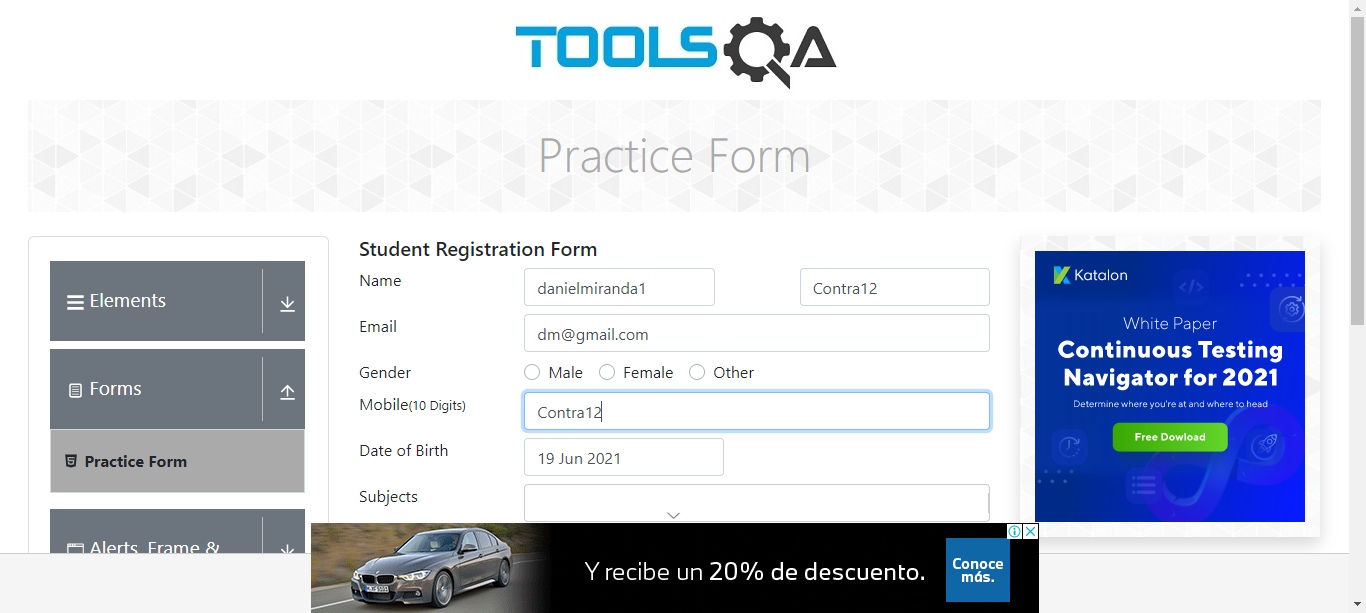 TOOLSQA
Practice Form
Elements
Forms
Practice Form
Alerts, Frame &
Student Registration Form
Name
danielmiranda1
Contra12
Email
dm@gmail.com
Gender
Male
Female
Other
Mobile(10 Digits)
Contra12
Date of Birth
19 Jun 2021
Subjects
Katalon
White Paper
Continuous Testing
Navigator for 2021
Determine where you're at and where to head
Free Dowload
Y recibe un 20% de descuento.
Conoce
más.